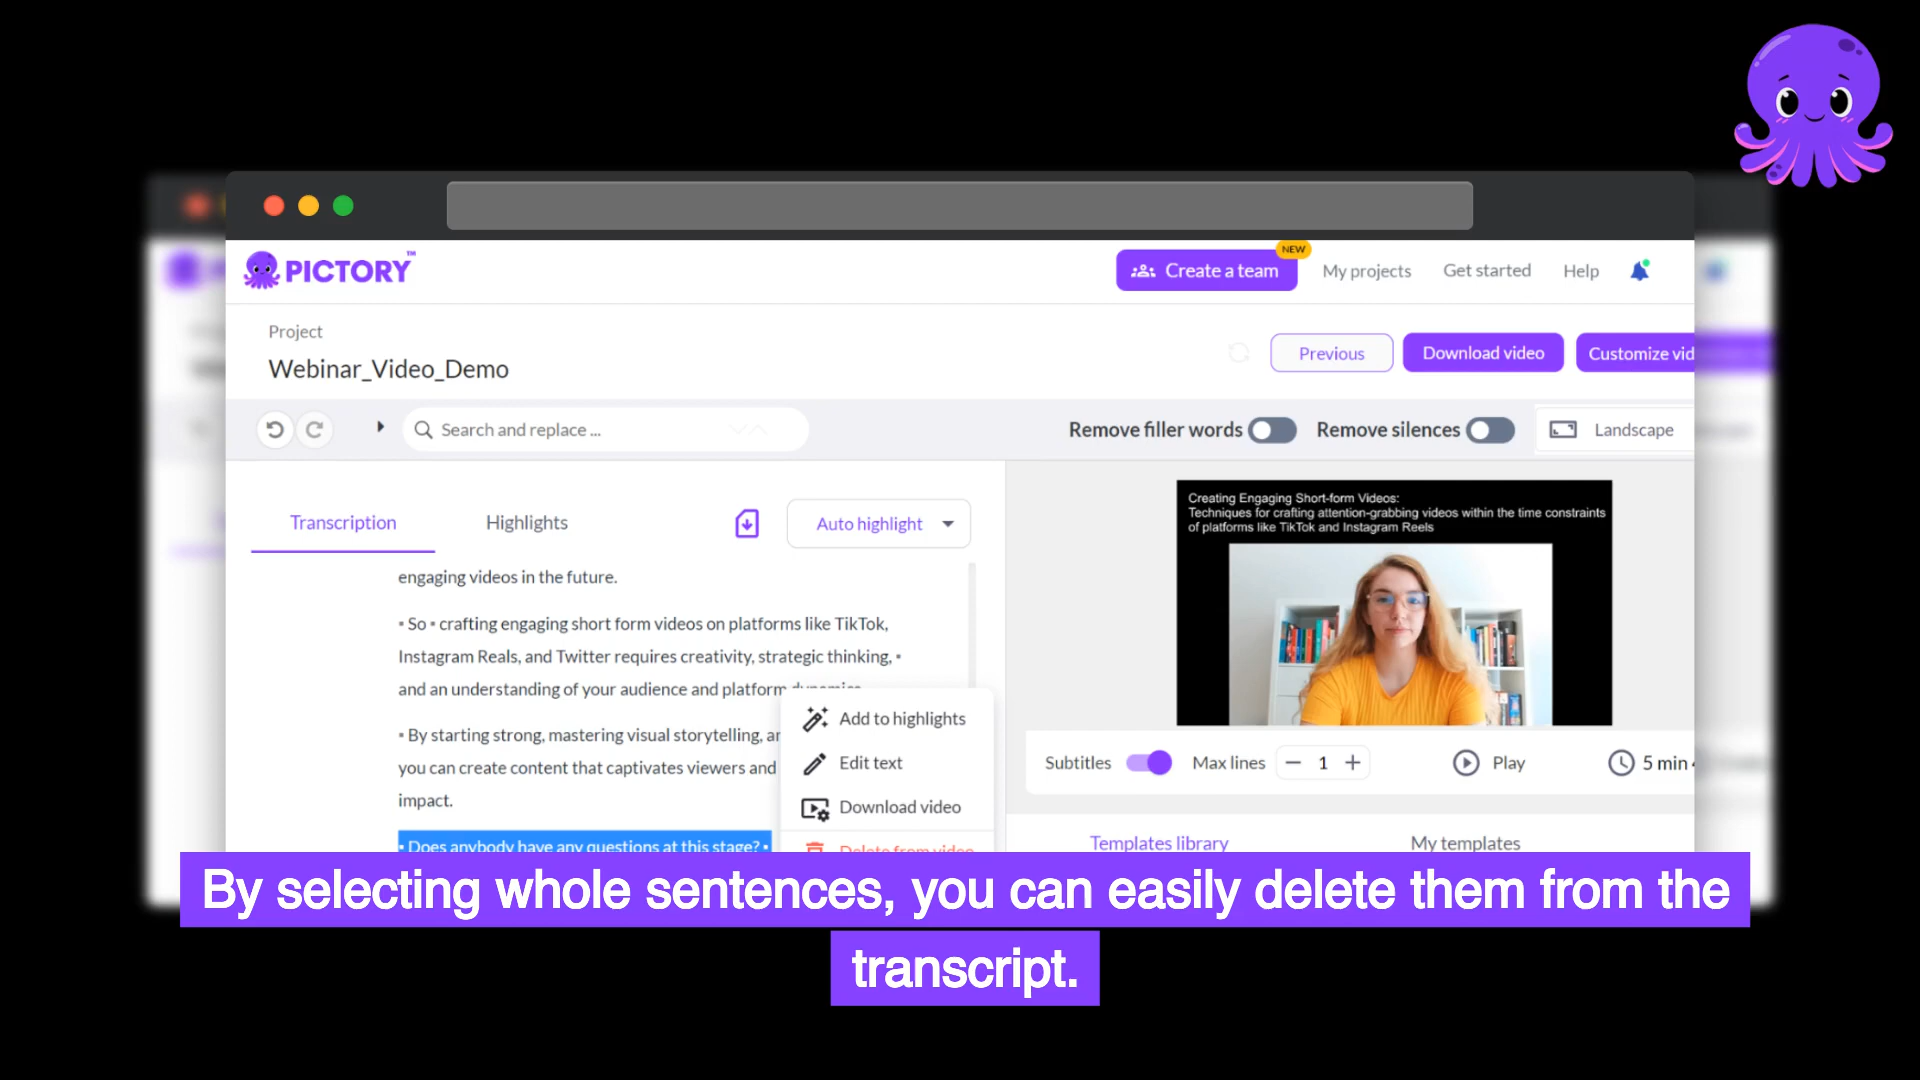 PICTORY™
Create a team
NEW
My projects
Get started
Help
Project
Webinar_Video_Demo
Previous
Download video
Customize vid
Search and replace ...
Remove filler words
Remove silences
Landscape
Transcription
Highlights
Auto highlight
engaging videos in the future.
• So • crafting engaging short form videos on platforms like TikTok,
Instagram Reals, and Twitter requires creativity, strategic thinking, •
and an understanding of your audience and platform dynamics.
• By starting strong, mastering visual storytelling, a
you can create content that captivates viewers and
impact.
• Does anybody have any questions at this stage? •
Add to highlights
Edit text
Download video
Delete from video
Creating Engaging Short-form Videos:
Techniques for crafting attention-grabbing videos within the time constraints
of platforms like TikTok and Instagram Reels
Subtitles
Max lines
1
Play
5 min
Templates library
My templates
By selecting whole sentences, you can easily delete them from the
transcript.